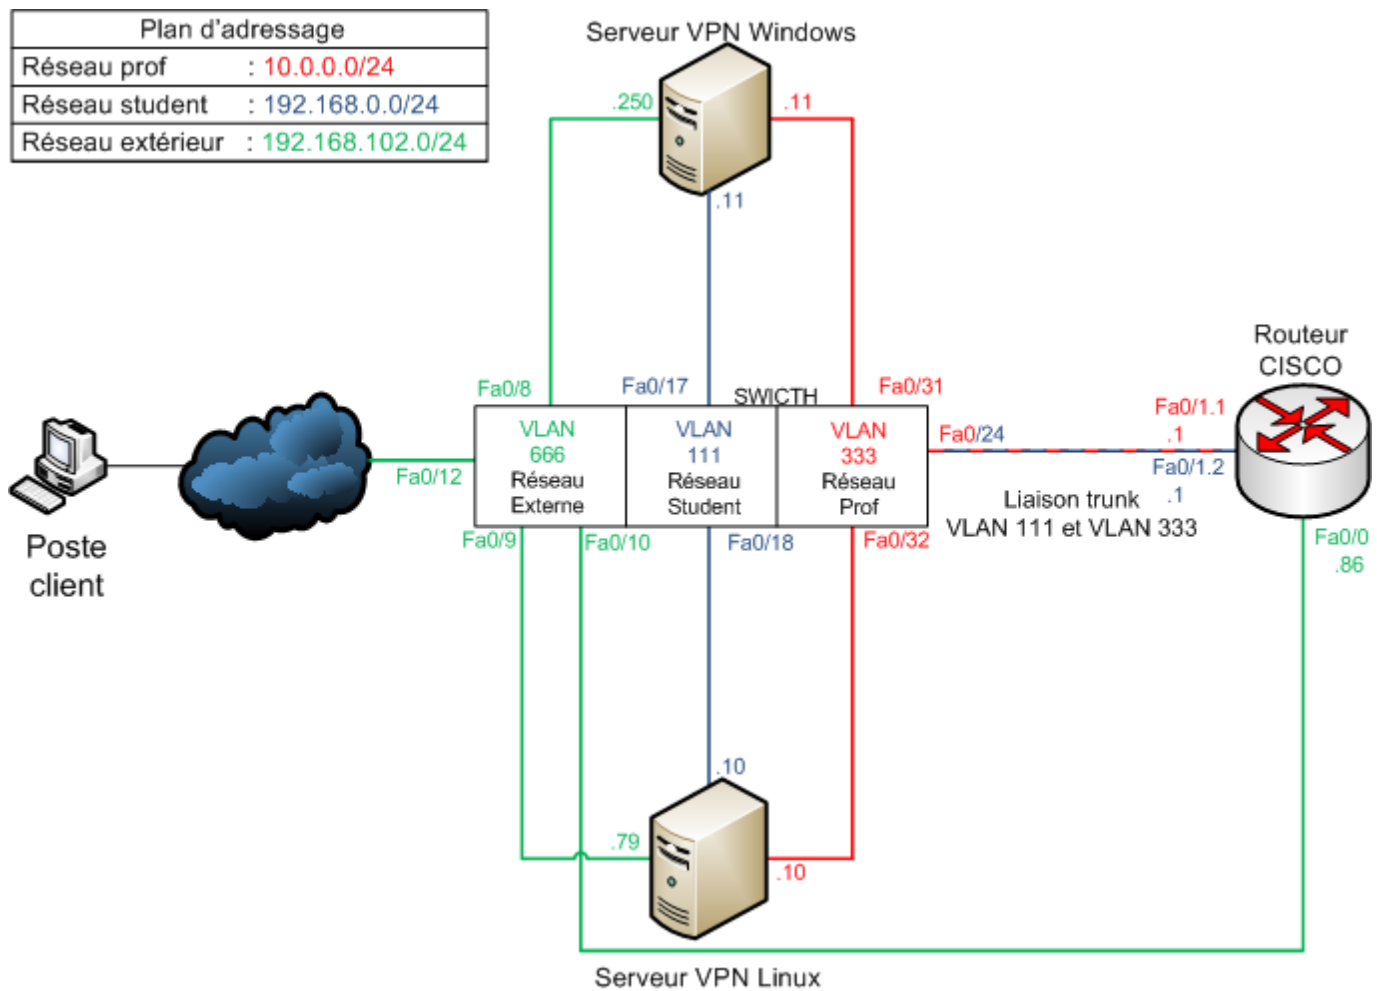 Plan d'adressage
Réseau prof : 10.0.0.0/24
Réseau student : 192.168.0.0/24
Réseau extérieur : 192.168.102.0/24
Serveur VPN Windows
.250
.11
.11
Routeur
CISCO
Fa0/8
Fa0/17
SWICTH
Fa0/31
VLAN
666
Réseau
Externe
VLAN
111
Réseau
Student
VLAN
333
Réseau
Prof
Fa0/12
Fa0/24
Fa0/1.1
.1
Fa0/1.2
.1
Liaison trunk
VLAN 111 et VLAN 333
Poste
client
Fa0/9
Fa0/10
Fa0/18
Fa0/32
Fa0/0
.86
.10
.79
.10
Serveur VPN Linux